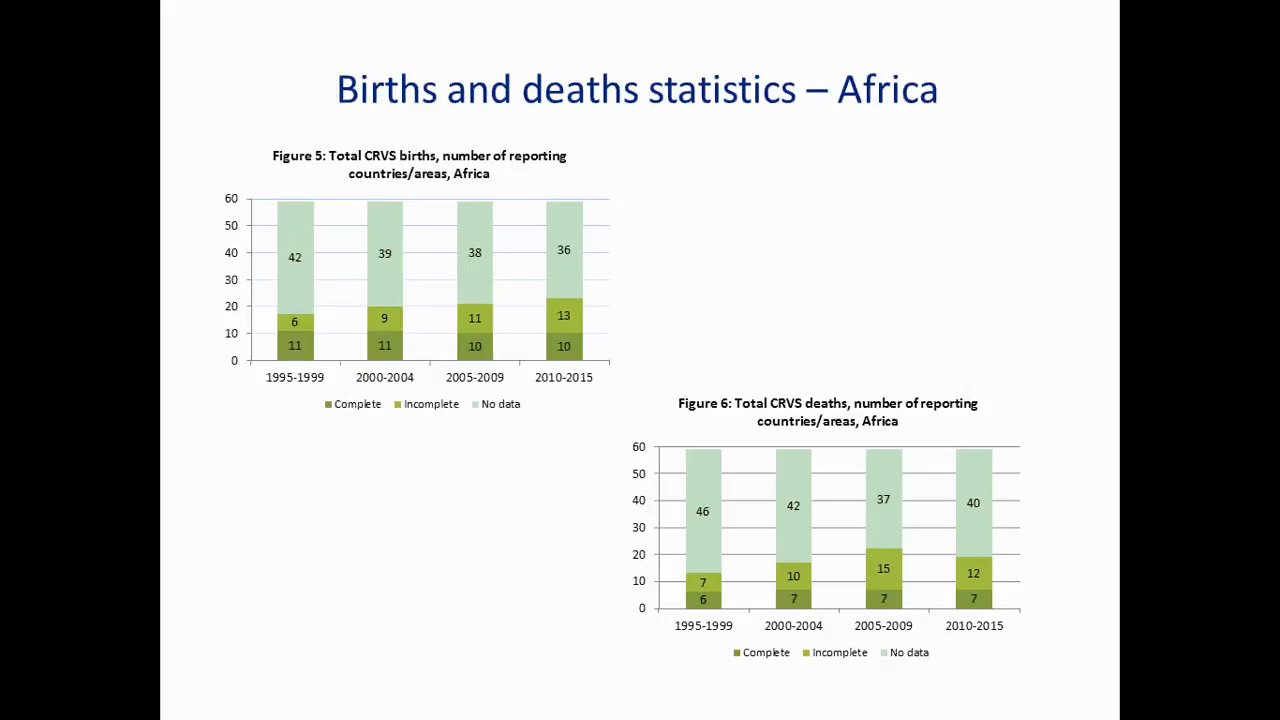 Births and deaths statistics – Africa
Figure 5: Total CRVS births, number of reporting
countries/areas, Africa
60
50
40
30
20
10
0
42 39 38 36
6 9 11 13
11 11 10 10
1995-1999 2000-2004 2005-2009 2010-2015
Complete Incomplete No data
Figure 6: Total CRVS deaths, number of reporting
countries/areas, Africa
60
50
40
30
20
10
0
46 42 37 40
7 10 15 12
6 7 7 7
1995-1999 2000-2004 2005-2009 2010-2015
Complete Incomplete No data